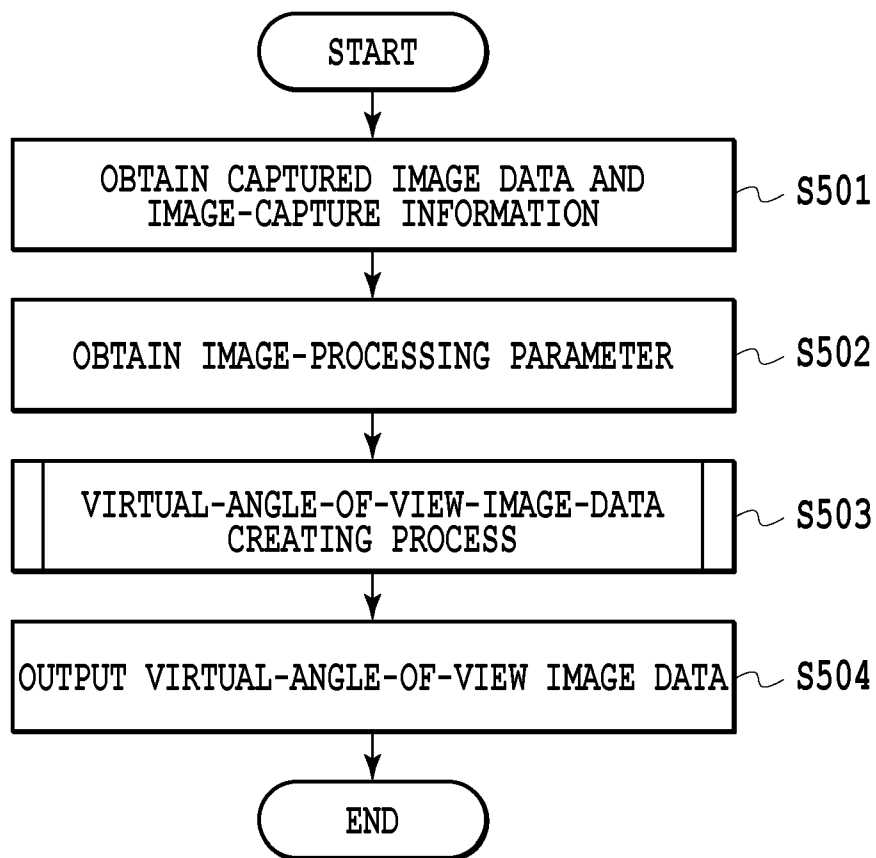 START
OBTAIN CAPTURED IMAGE DATA AND
IMAGE-CAPTURE INFORMATION
S501
OBTAIN IMAGE-PROCESSING PARAMETER
S502
VIRTUAL-ANGLE-OF-VIEW-IMAGE-DATA
CREATING PROCESS
S503
OUTPUT VIRTUAL-ANGLE-OF-VIEW IMAGE DATA
S504
END